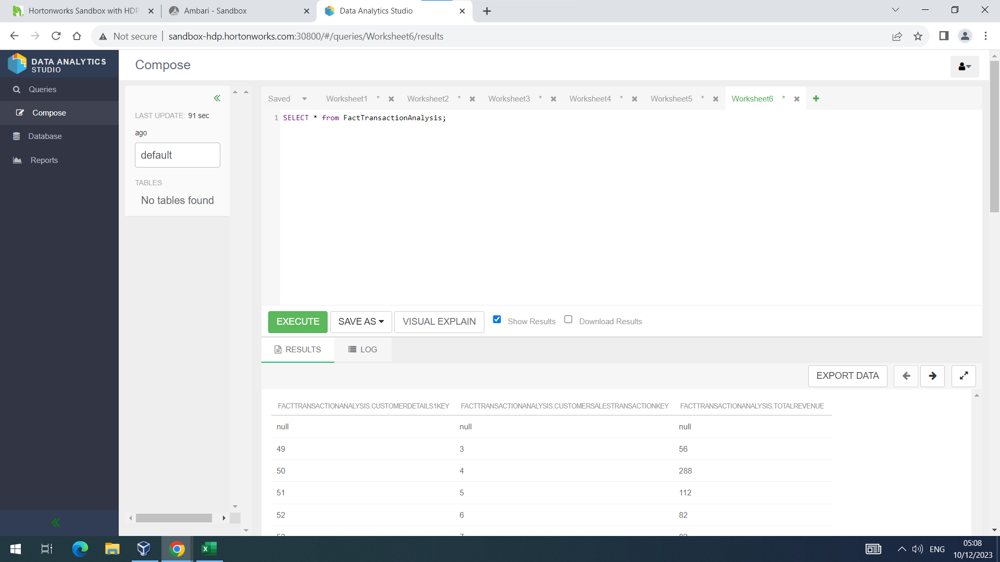 Hortonworks Sandbox with HDP
Ambari - Sandbox
Data Analytics Studio
Not secure
sandbox-hdp.hortonworks.com:30800/#/queries/Worksheet6/results
DATA ANALYTICS
STUDIO
Queries
Compose
Database
Reports
Compose
LAST UPDATE: 91 sec
ago
default
TABLES
No tables found
Saved Worksheet1 * Worksheet2 * Worksheet3 * Worksheet4 * Worksheet5 * Worksheet6 *
1 SELECT * from FactTransactionAnalysis;
EXECUTE SAVE AS VISUAL EXPLAIN Show Results Download Results
RESULTS LOG
EXPORT DATA
FACTTRANSACTIONANALYSIS.CUSTOMERDETAILS1KEY FACTTRANSACTIONANALYSIS.CUSTOMERSALESTRANSACTIONKEY FACTTRANSACTIONANALYSIS.TOTALREVENUE
null null null
49 3 56
50 4 288
51 5 112
52 6 82
ENG
05:08
10/12/2023